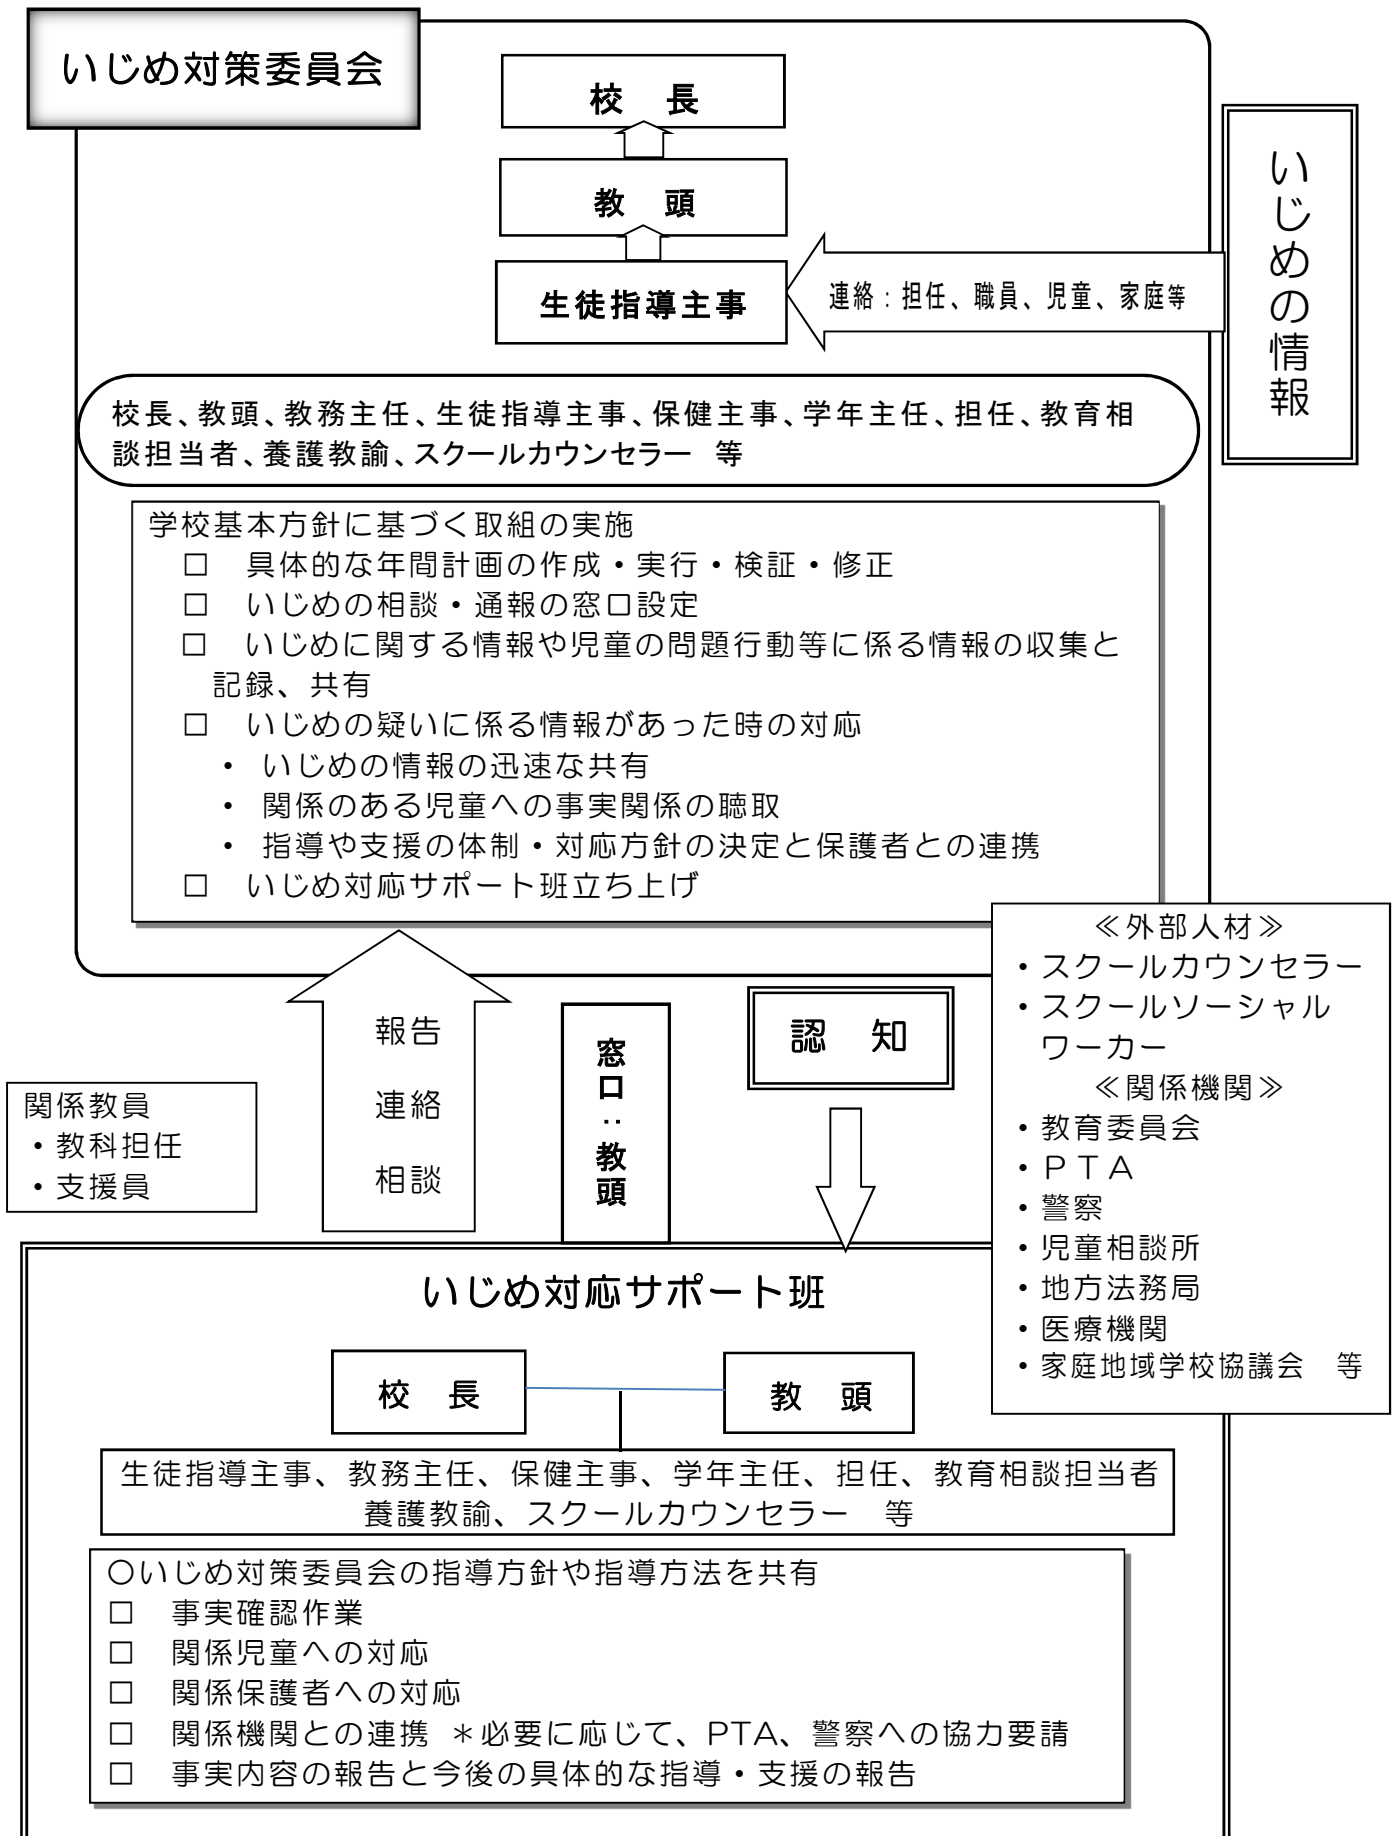 いじめ対策委員会
校　長
教　頭
生徒指導主事
連絡：担任、職員、児童、家庭等
いじめの情報
校長、教頭、教務主任、生徒指導主事、保健主事、学年主任、担任、教育相
談担当者、養護教諭、スクールカウンセラー　等
学校基本方針に基づく取組の実施
□　具体的な年間計画の作成・実行・検証・修正
□　いじめの相談・通報の窓口設定
□　いじめに関する情報や児童の問題行動等に係る情報の収集と
記録、共有
□　いじめの疑いに係る情報があった時の対応
・　いじめの情報の迅速な共有
・　関係のある児童への事実関係の聴取
・　指導や支援の体制・対応方針の決定と保護者との連携
□　いじめ対応サポート班立ち上げ
≪外部人材≫
・スクールカウンセラー
・スクールソーシャル
ワーカー
≪関係機関≫
・教育委員会
・ＰＴＡ
・警察
・児童相談所
・地方法務局
・医療機関
・家庭地域学校協議会　等
報告
連絡
相談
窓口：教頭
認　知
関係教員
・教科担任
・支援員
いじめ対応サポート班
校　長
教　頭
生徒指導主事、教務主任、保健主事、学年主任、担任、教育相談担当者
養護教諭、スクールカウンセラー　等
○いじめ対策委員会の指導方針や指導方法を共有
□　事実確認作業
□　関係児童への対応
□　関係保護者への対応
□　関係機関との連携 ＊必要に応じて、PTA、警察への協力要請
□　事実内容の報告と今後の具体的な指導・支援の報告